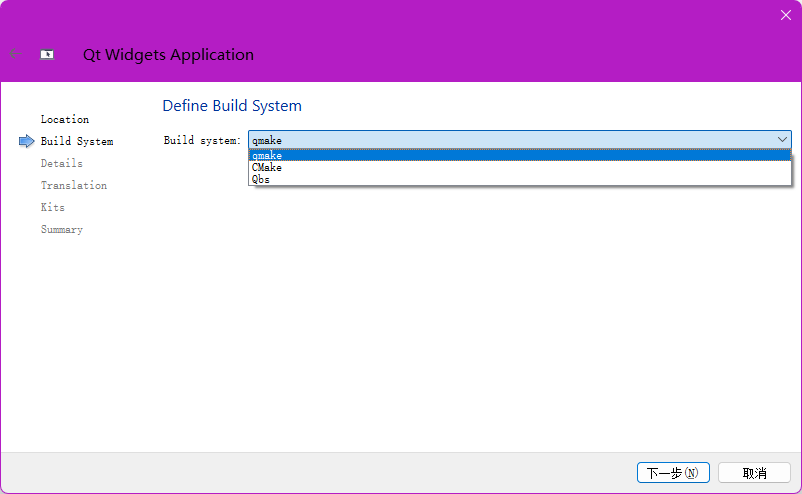 Qt Widgets Application
Define Build System
Location
Build System
Details
Translation
Kits
Summary
Build system: qmake
qmake
CMake
Qbs
下一步(N)
取消